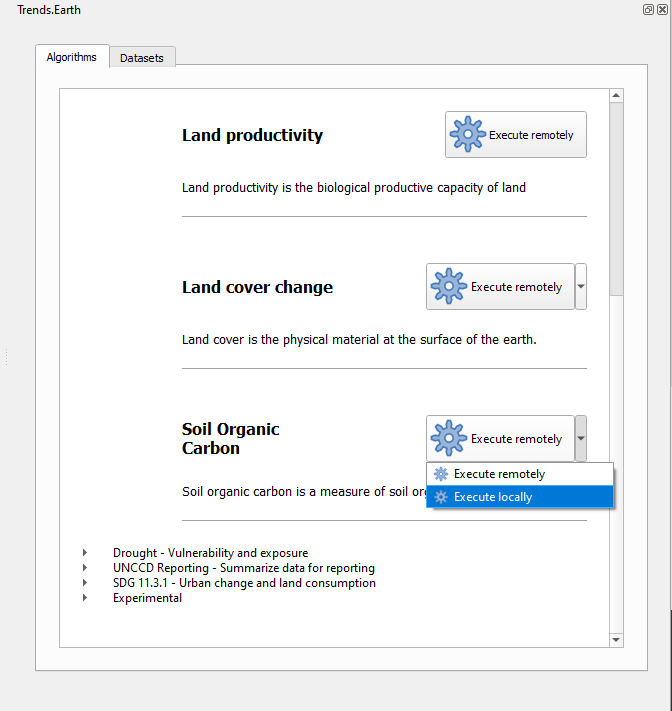 Trends.Earth
Algorithms
Datasets
Land productivity
Execute remotely
Land productivity is the biological productive capacity of land
Land cover change
Execute remotely
Land cover is the physical material at the surface of the earth.
Soil Organic
Carbon
Execute remotely
Execute remotely
Execute locally
Soil organic carbon is a measure of soil
Drought - Vulnerability and exposure
UNCCD Reporting - Summarize data for reporting
SDG 11.3.1 - Urban change and land consumption
Experimental